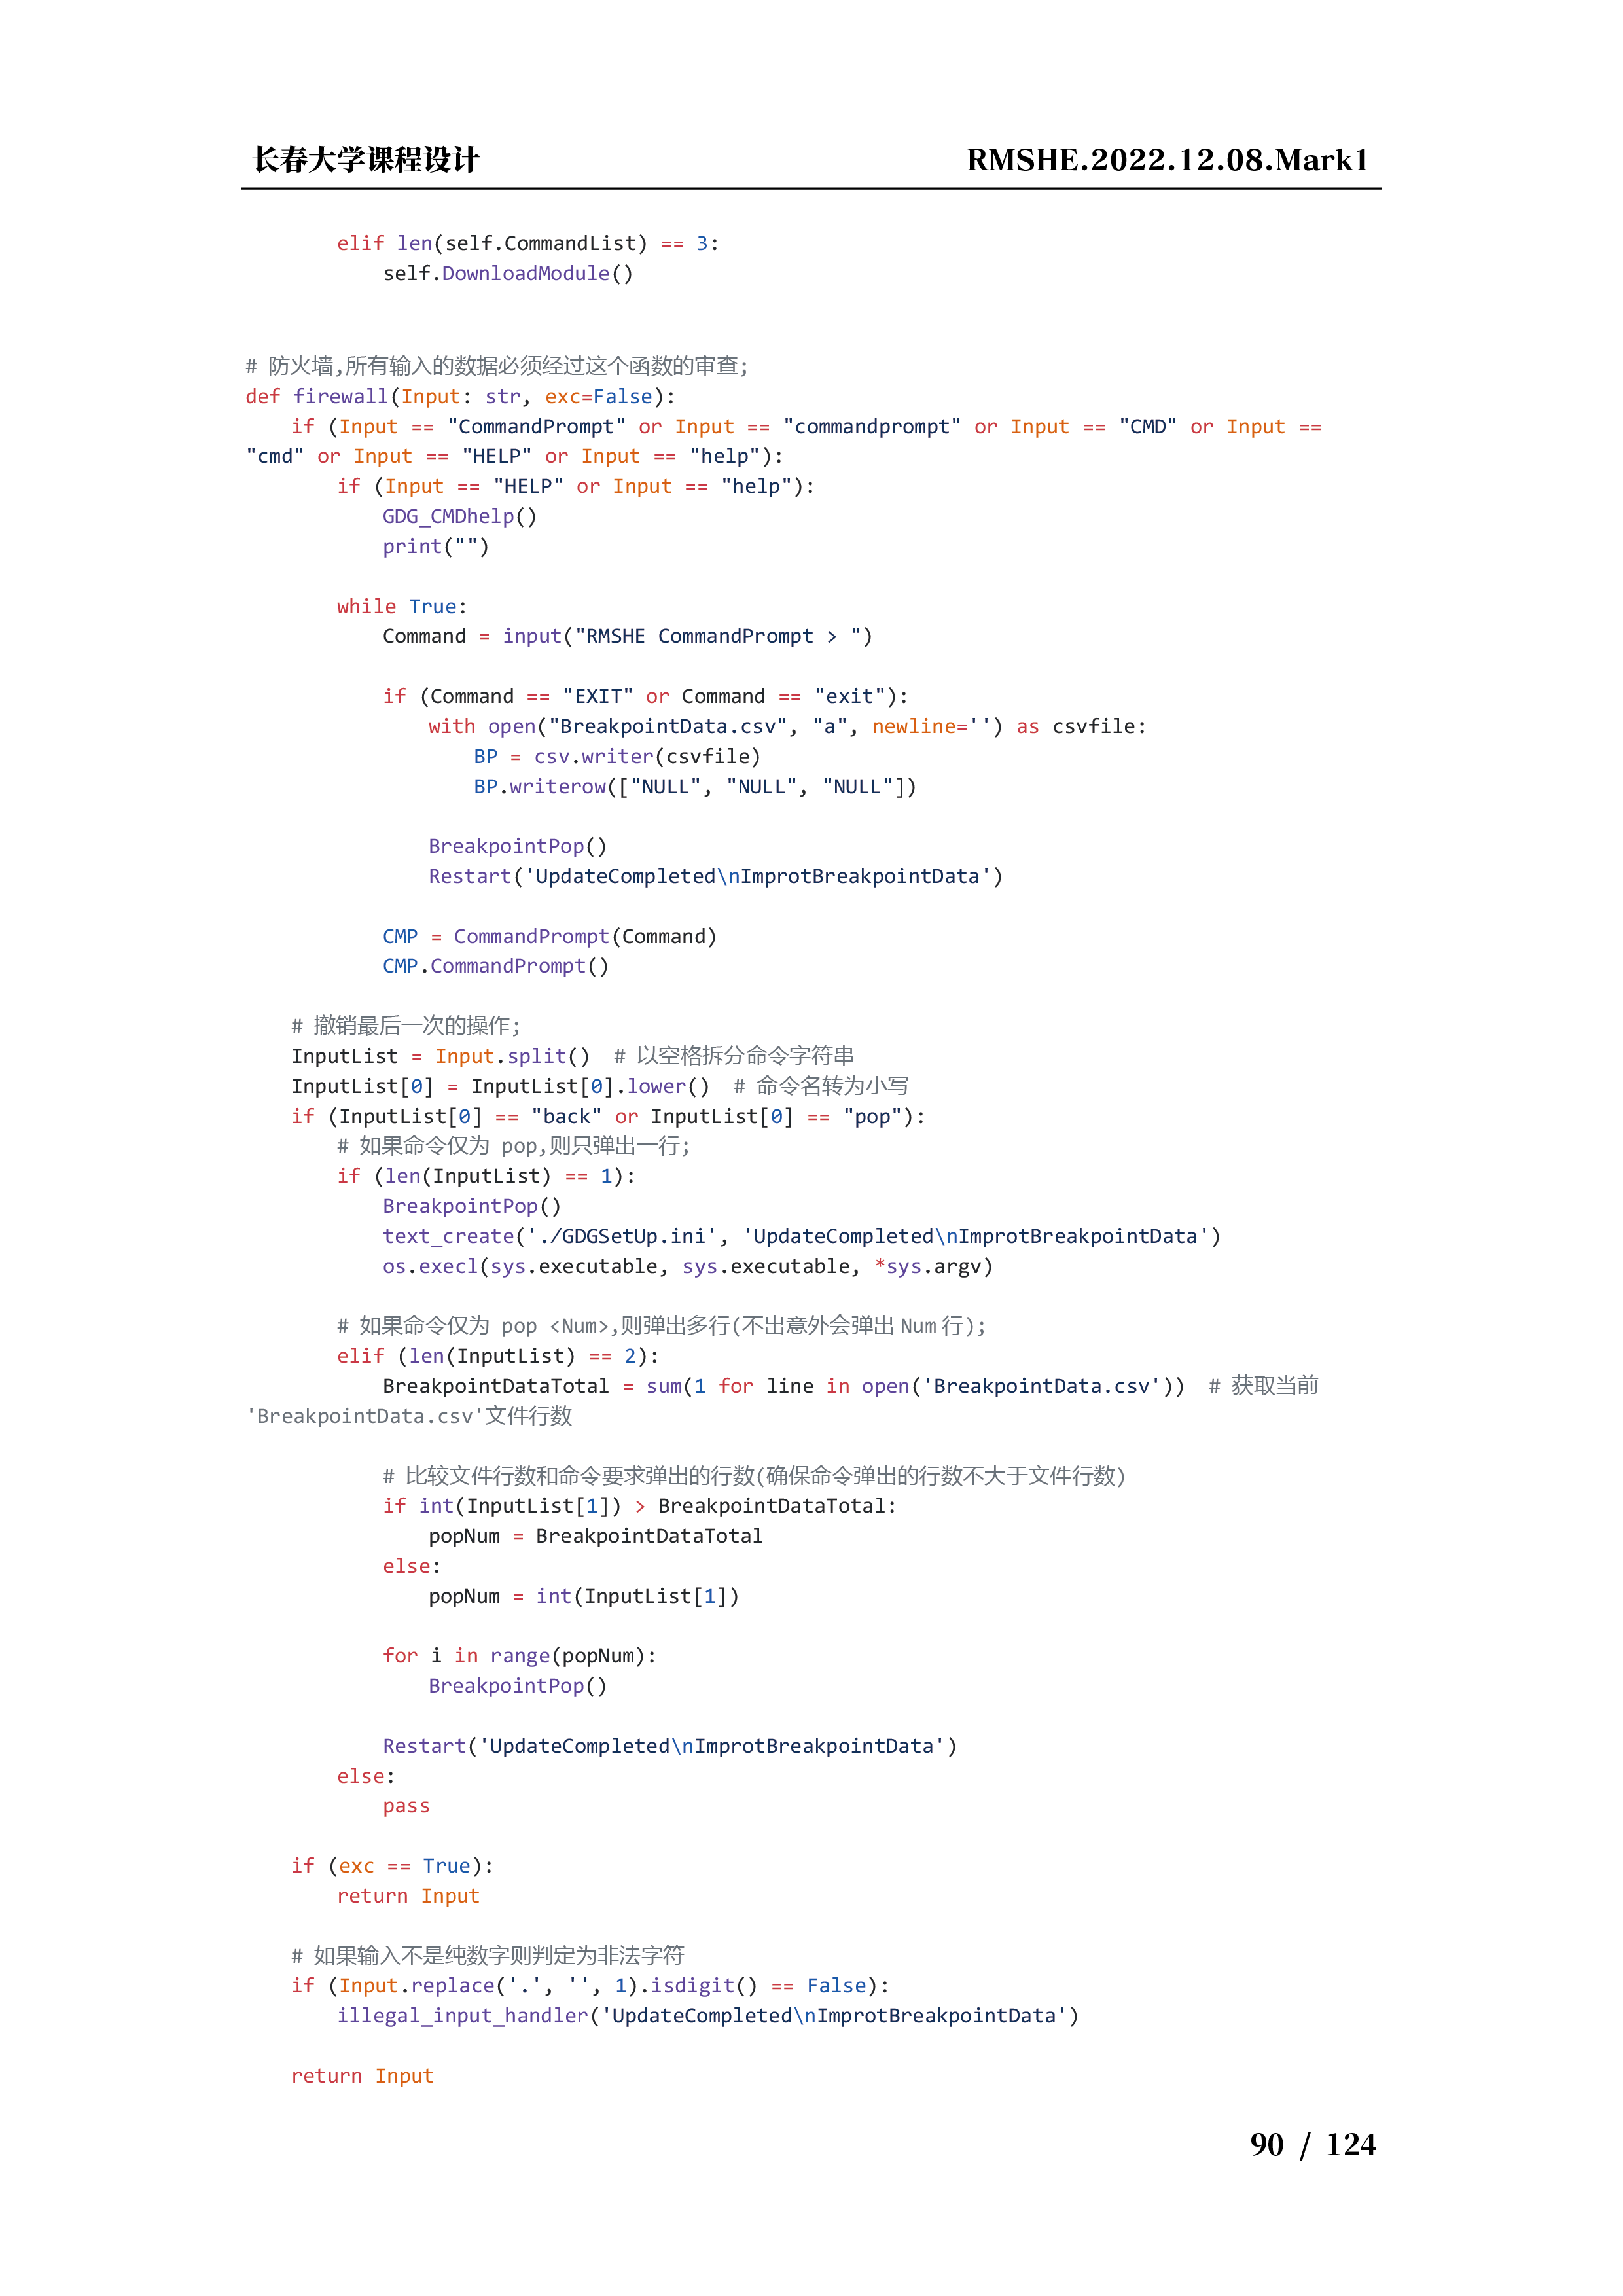 长春大学课程设计 RMSHE.2022.12.08.Mark1
        elif len(self.CommandList) == 3:
            self.DownloadModule()
# 防火墙,所有输入的数据必须经过这个函数的审查;
def firewall(Input: str, exc=False):
    if (Input == "CommandPrompt" or Input == "commandprompt" or Input == "CMD" or Input ==
"cmd" or Input == "HELP" or Input == "help"):
        if (Input == "HELP" or Input == "help"):
            GDG_CMDhelp()
            print("")
        while True:
            Command = input("RMSHE CommandPrompt > ")
            if (Command == "EXIT" or Command == "exit"):
                with open("BreakpointData.csv", "a", newline='') as csvfile:
                    BP = csv.writer(csvfile)
                    BP.writerow(["NULL", "NULL", "NULL"])
                BreakpointPop()
                Restart('UpdateCompleted\nImprotBreakpointData')
            CMP = CommandPrompt(Command)
            CMP.CommandPrompt()
    # 撤销最后一次的操作;
    InputList = Input.split()  # 以空格拆分命令字符串
    InputList[0] = InputList[0].lower()  # 命令名转为小写
    if (InputList[0] == "back" or InputList[0] == "pop"):
        # 如果命令仅为 pop,则只弹出一行;
        if (len(InputList) == 1):
            BreakpointPop()
            text_create('./GDGSetUp.ini', 'UpdateCompleted\nImprotBreakpointData')
            os.execl(sys.executable, sys.executable, *sys.argv)
        # 如果命令仅为 pop <Num>,则弹出多行(不出意外会弹出 Num 行);
        elif (len(InputList) == 2):
            BreakpointDataTotal = sum(1 for line in open('BreakpointData.csv'))  # 获取当前
'BreakpointData.csv'文件行数
            # 比较文件行数和命令要求弹出的行数(确保命令弹出的行数不大于文件行数)
            if int(InputList[1]) > BreakpointDataTotal:
                popNum = BreakpointDataTotal
            else:
                popNum = int(InputList[1])
            for i in range(popNum):
                BreakpointPop()
            Restart('UpdateCompleted\nImprotBreakpointData')
        else:
            pass
    if (exc == True):
        return Input
    # 如果输入不是纯数字则判定为非法字符
    if (Input.replace('.', '', 1).isdigit() == False):
        illegal_input_handler('UpdateCompleted\nImprotBreakpointData')
    return Input
90 / 124